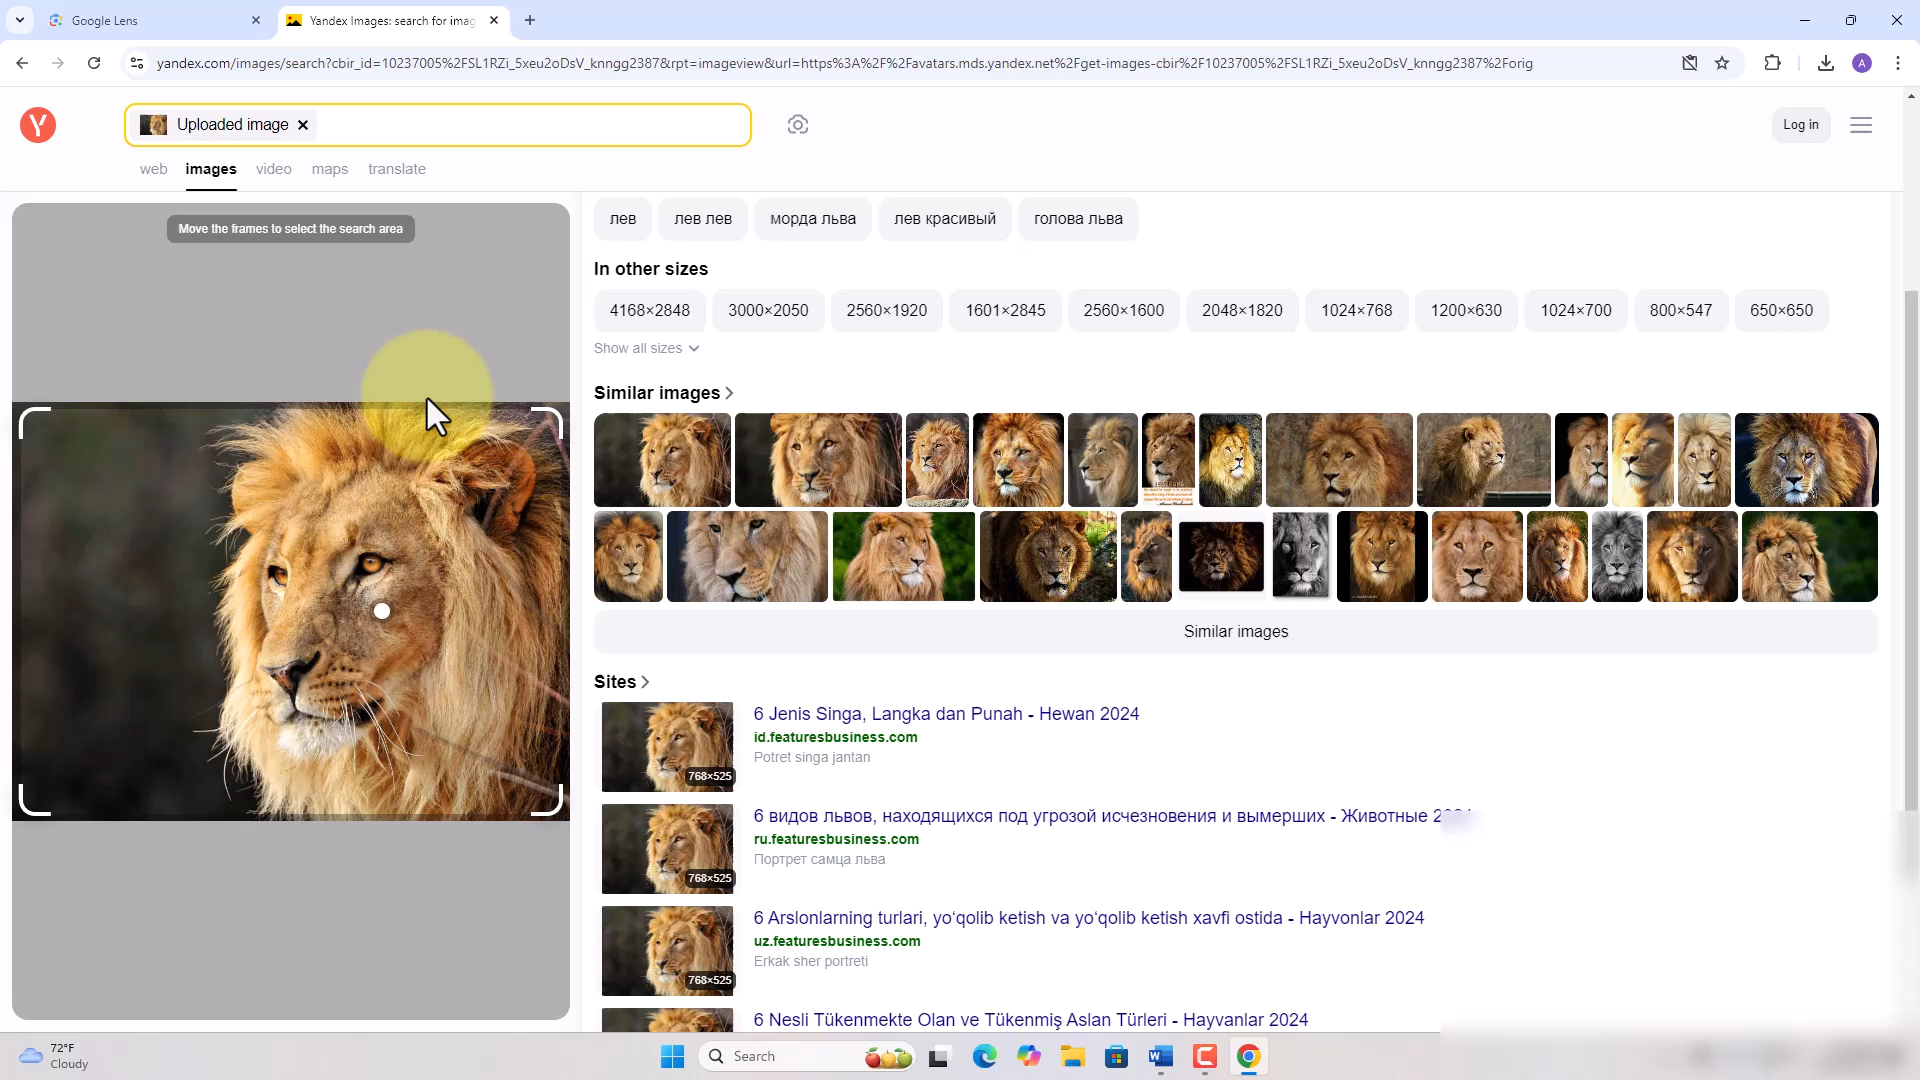 Google Lens
Yandex Images: search for imag
yandex.com/images/search?cbir_id=10237005%2FSL1RZi_5xeu2oDsV_knngg2387&rpt=imageview&url=https%3A%2F%2Favatars.mds.yandex.net%2Fget-images-cbir%2F10237005%2FSL1RZi_5xeu2oDsV_knngg2387%2Forig
A
Y
Uploaded image
Log in
web images video maps translate
Move the frames to select the search area
лев лев лев морда льва лев красивый голова льва
In other sizes
4168×2848 3000×2050 2560×1920 1601×2845 2560×1600 2048×1820 1024×768 1200×630 1024×700 800×547 650×650
Show all sizes
Similar images
Similar images
Sites
6 Jenis Singa, Langka dan Punah - Hewan 2024
id.featuresbusiness.com
Potret singa jantan
768×525
6 видов львов, находящихся под угрозой исчезновения и вымерших - Животные
ru.featuresbusiness.com
Портрет самца льва
768×525
6 Arslonlarning turlari, yo‘qolib ketish va yo‘qolib ketish xavfi ostida - Hayvonlar 2024
uz.featuresbusiness.com
Erkak sher portreti
768×525
6 Nesli Tükenmekte Olan ve Tükenmiş Aslan Türleri - Hayvanlar 2024
72°F
Cloudy
Search